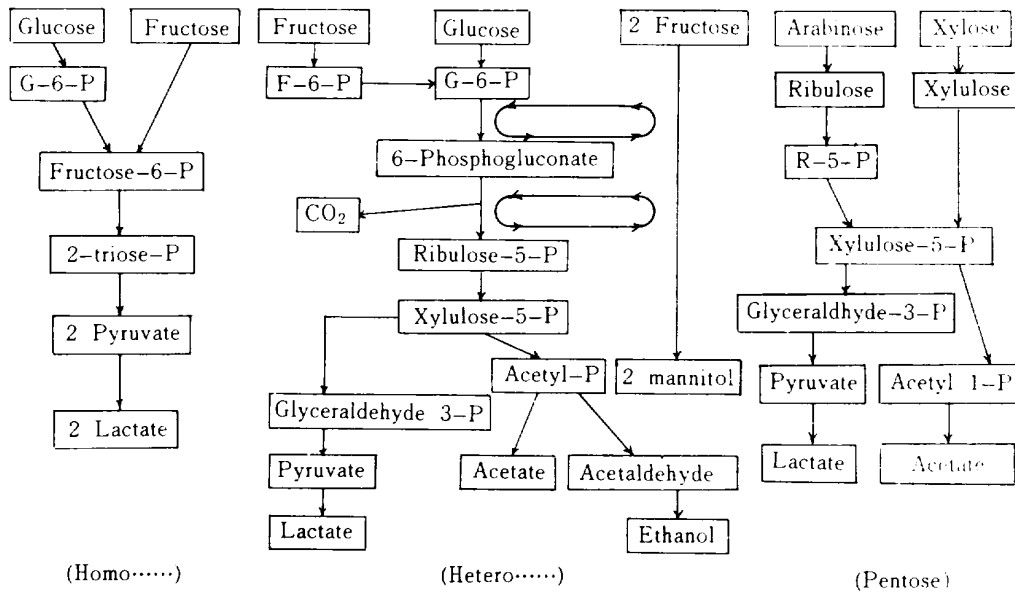 Glucose
Fructose
G-6-P
Fructose-6-P
2-triose-P
2 Pyruvate
2 Lactate
(Homo……)
Fructose
Glucose
2 Fructose
F-6-P
G-6-P
6-Phosphogluconate
CO₂
Ribulose-5-P
Xylulose-5-P
Acetyl-P
2 mannitol
Glyceraldehyde 3-P
Pyruvate
Acetate
Acetaldehyde
Lactate
Ethanol
(Hetero……)
Arabinose
Xylose
Ribulose
Xylulose
R-5-P
Xylulose-5-P
Glyceraldhyde-3-P
Pyruvate
Acetyl 1-P
Lactate
Acetate
(Pentose)